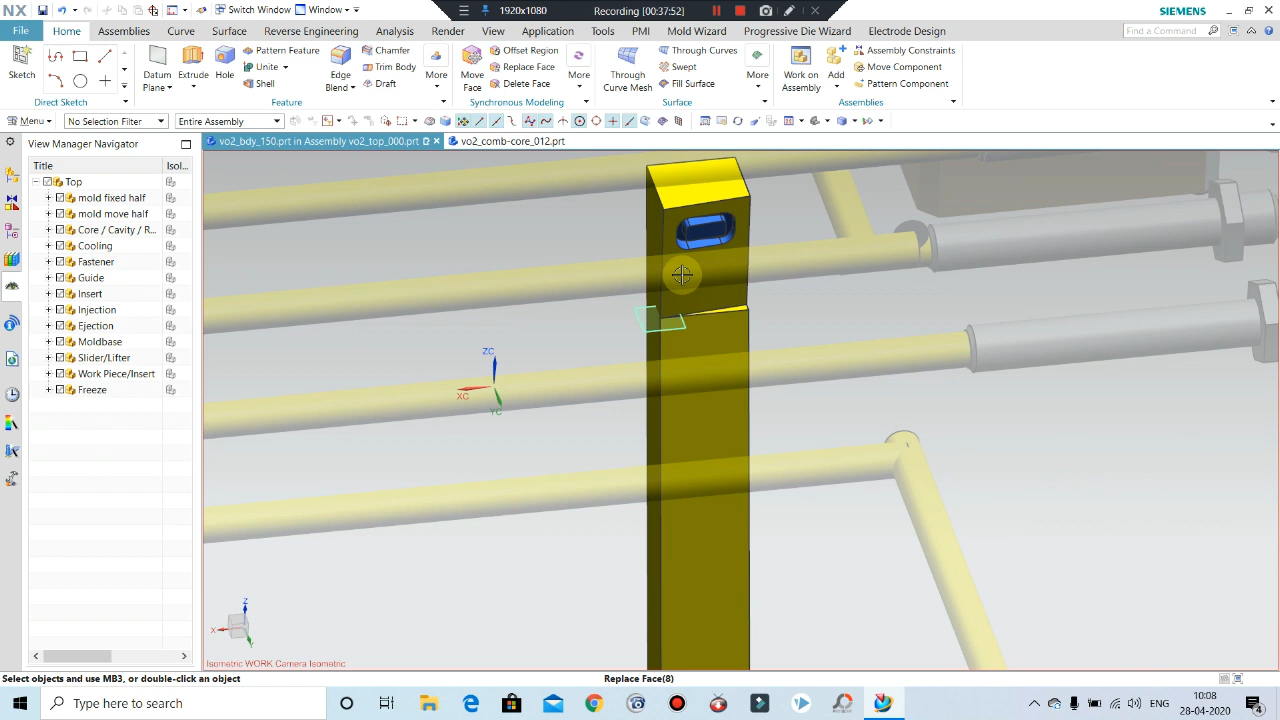 NX Switch Window Window 1920x1080 Recording [00:37:52] SIEMENS
File Home Assemblies Curve Surface Reverse Engineering Analysis Render View Application Tools PMI Mold Wizard Progressive Die Wizard Electrode Design Find a Command
Pattern Feature Chamfer Offset Region Through Curves Assembly Constraints
Unite Trim Body Replace Face Swept Move Component
Sketch Datum Plane Extrude Hole Shell Edge Blend Draft More Move Face Delete Face More Through Curve Mesh Fill Surface More Work on Assembly Add Pattern Component
Direct Sketch Feature Synchronous Modeling Surface Assemblies
Menu No Selection Filter Entire Assembly
View Manager Navigator vo2_bdy_150.prt in Assembly vo2_top_000.prt vo2_comb-core_012.prt
Title Isol...
Top
mold fixed half
mold move half
Core / Cavity / R...
Cooling
Fastener
Guide
Insert
Injection
Ejection
Moldbase
Slider/Lifter
Work Piece/Insert
Freeze
ZC
XC
YC
Z
X
Y
Isometric WORK Camera Isometric
Select objects and use MB3, or double-click an object Replace Face(8)
Type here to search ENG 10:08
28-04-2020
4